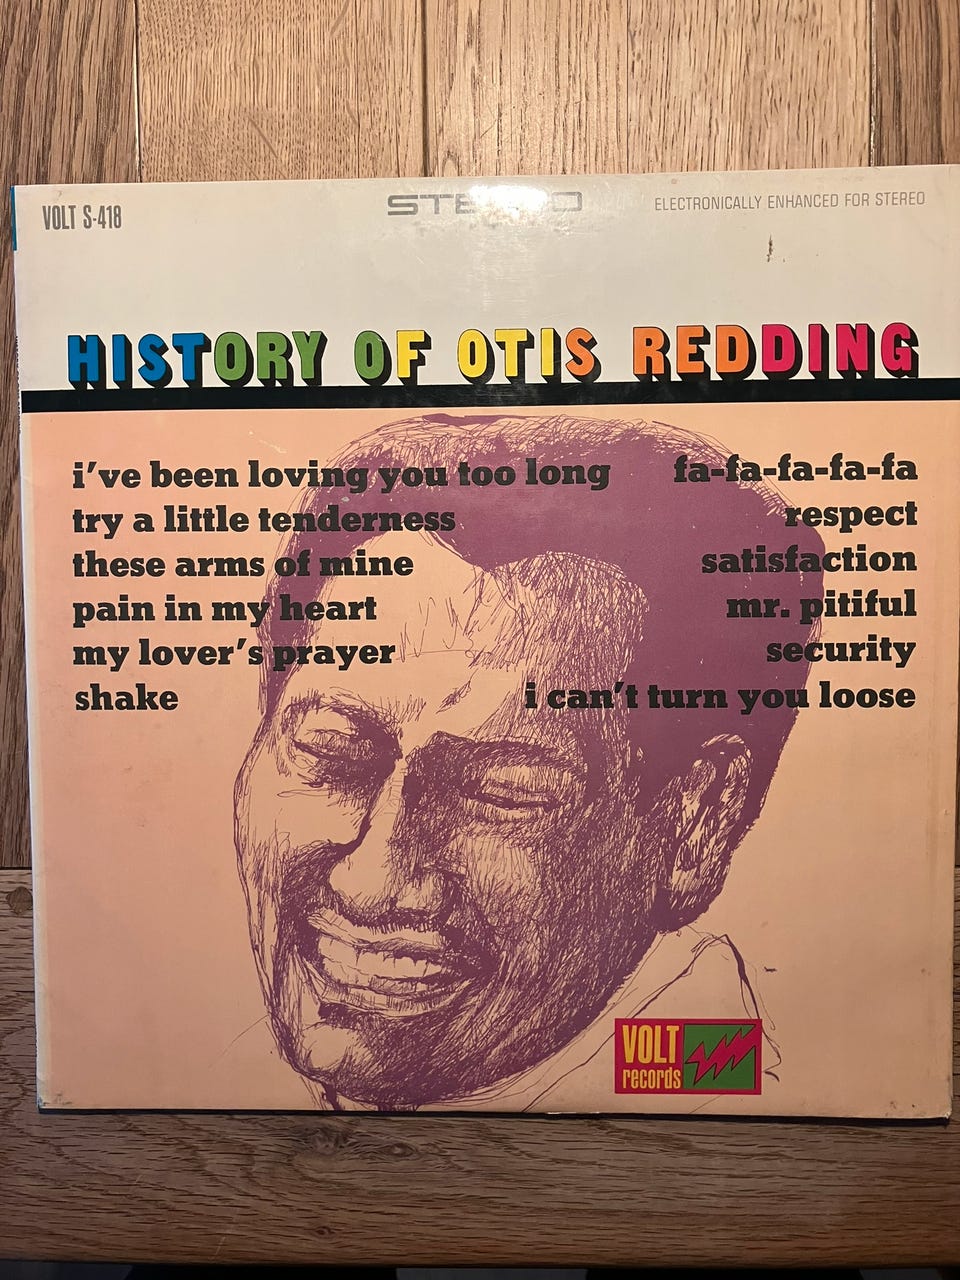 VOLT S-418
STEREO
ELECTRONICALLY ENHANCED FOR STEREO
HISTORY OF OTIS REDDING
i've been loving you too long
try a little tenderness
these arms of mine
pain in my heart
my lover's prayer
shake
fa-fa-fa-fa-fa
respect
satisfaction
mr. pitiful
security
i can't turn you loose
VOLT
records